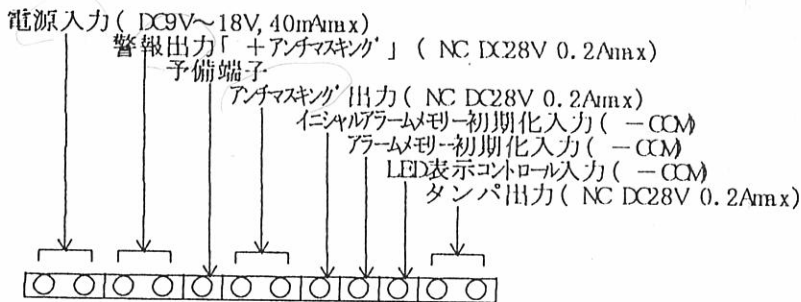 電源入力(DC9V～18V,40mAmax)
警報出力「+アンチマスキング」(NC DC28V 0.2Amax)
予備端子
アンチマスキング出力(NC DC28V 0.2Amax)
イニシャルアラームメモリー初期化入力(-COM)
アラームメモリー初期化入力(-COM)
LED表示コントロール入力(-COM)
タンパ出力(NC DC28V 0.2Amax)